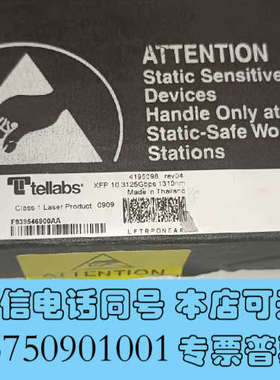 ATTENTION
Static Sensitive
Devices
Handle Only at
Static-Safe Wo
Stations
tellabs
4195098 rev04
XFP 10.3125Gbps 1310nm
Made in Thailand
Class 1 Laser Product 0909
F939546900AA
ATTENTION
信电话同号 本店可
3750901001 专票普